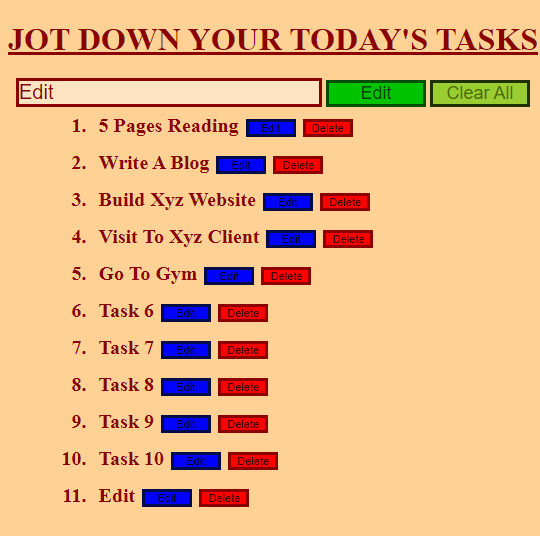 JOT DOWN YOUR TODAY'S TASKS
Edit Edit Clear All
1. 5 Pages Reading Edit Delete
2. Write A Blog Edit Delete
3. Build Xyz Website Edit Delete
4. Visit To Xyz Client Edit Delete
5. Go To Gym Edit Delete
6. Task 6 Edit Delete
7. Task 7 Edit Delete
8. Task 8 Edit Delete
9. Task 9 Edit Delete
10. Task 10 Edit Delete
11. Edit Edit Delete